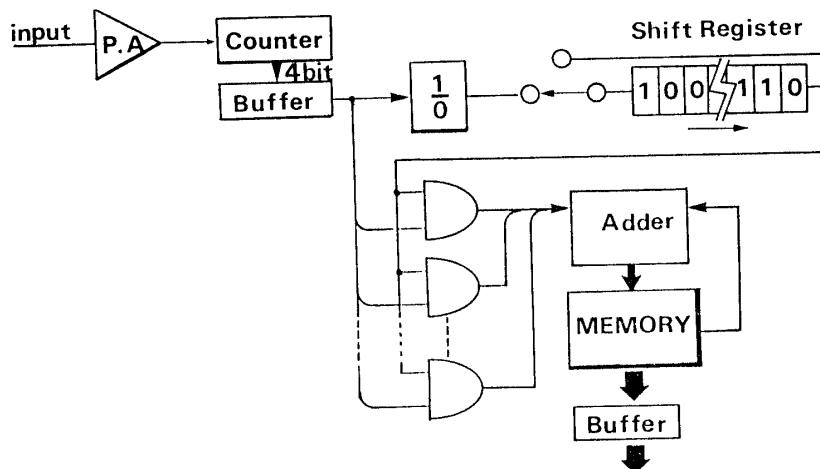 input
P.A
Counter
4bit
Buffer
1
0
Shift Register
1 0 0 1 1 0
Adder
MEMORY
Buffer